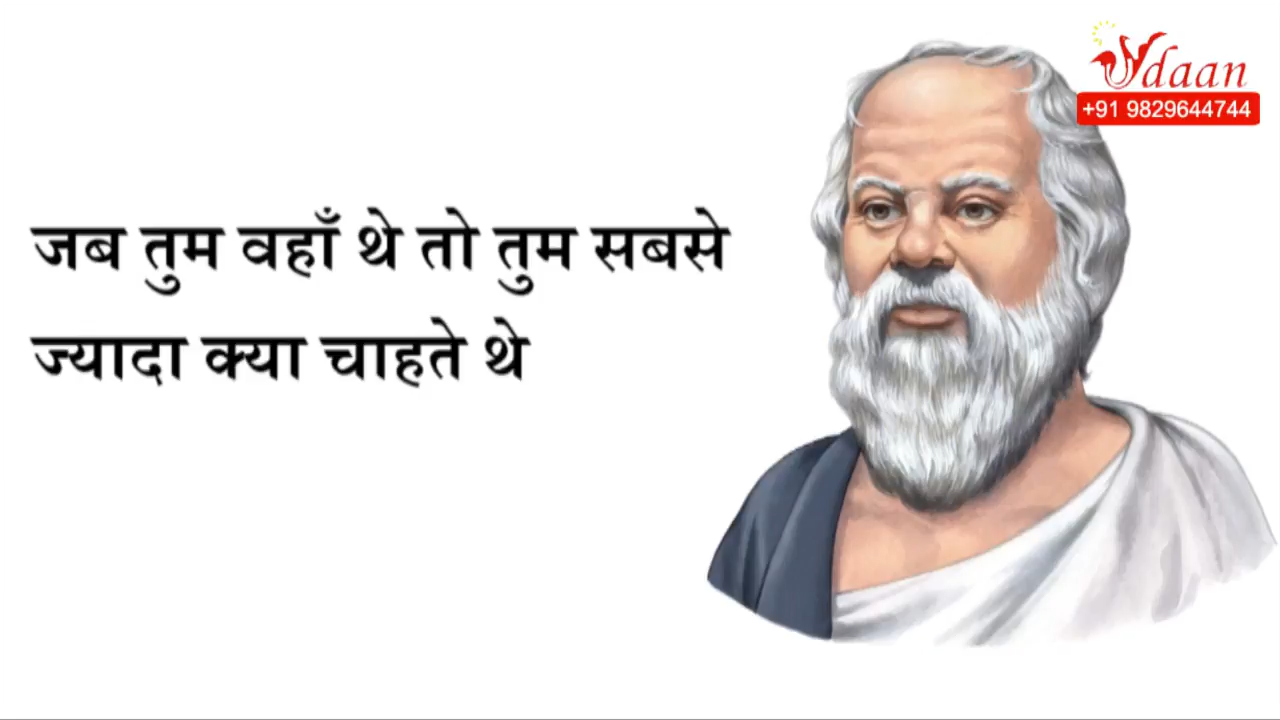 Udaan
+91 9829644744
जब तुम वहाँ थे तो तुम सबसे
ज्यादा क्या चाहते थे